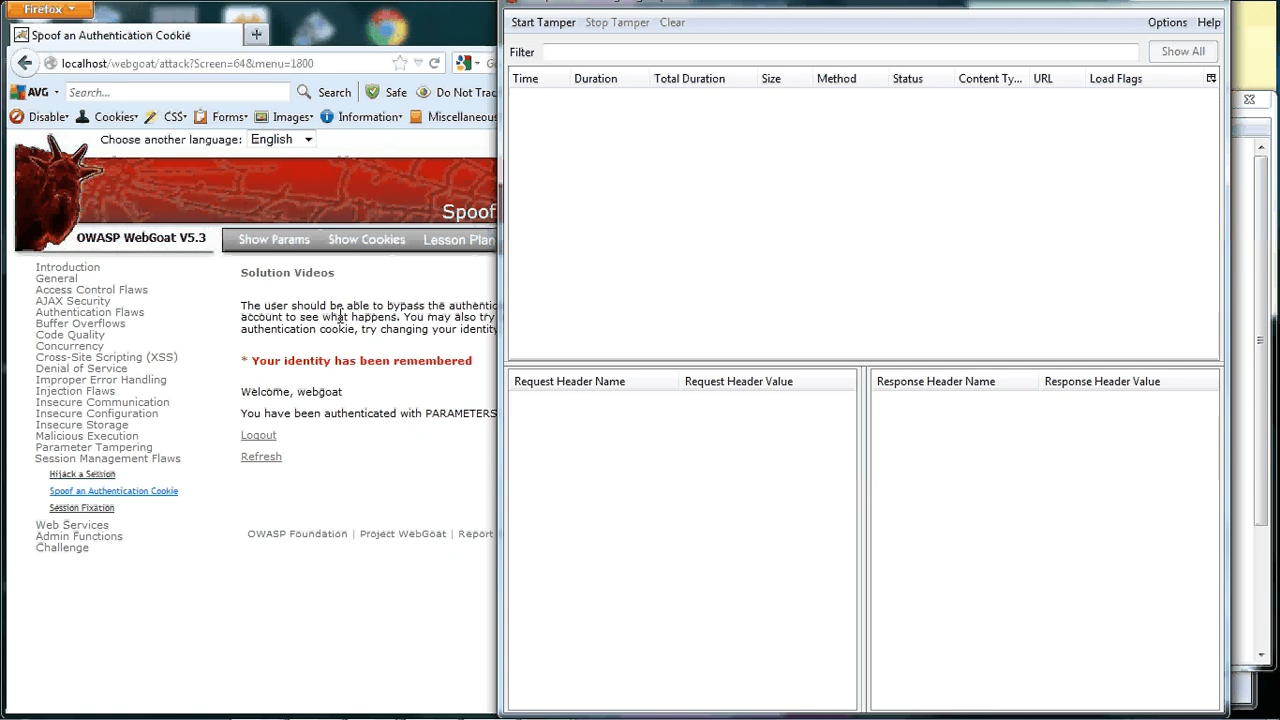 Firefox
Spoof an Authentication Cookie
localhost/webgoat/attack?Screen=64&menu=1800
AVG Search... Search Safe Do Not Trac
Disable Cookies CSS Forms Images Information Miscellaneous
Choose another language: English
Spoof
OWASP WebGoat V5.3
Show Params Show Cookies Lesson Plan
Introduction
General
Access Control Flaws
AJAX Security
Authentication Flaws
Buffer Overflows
Code Quality
Concurrency
Cross-Site Scripting (XSS)
Denial of Service
Improper Error Handling
Injection Flaws
Insecure Communication
Insecure Configuration
Insecure Storage
Malicious Execution
Parameter Tampering
Session Management Flaws
Hijack a Session
Spoof an Authentication Cookie
Session Fixation
Web Services
Admin Functions
Challenge
Solution Videos
The user should be able to bypass the authentic
account to see what happens. You may also try
authentication cookie, try changing your identity
* Your identity has been remembered
Welcome, webgoat
You have been authenticated with PARAMETERS
Logout
Refresh
OWASP Foundation | Project WebGoat | Report
Start Tamper Stop Tamper Clear Options Help
Filter Show All
Time Duration Total Duration Size Method Status Content Ty... URL Load Flags
Request Header Name Request Header Value
Response Header Name Response Header Value